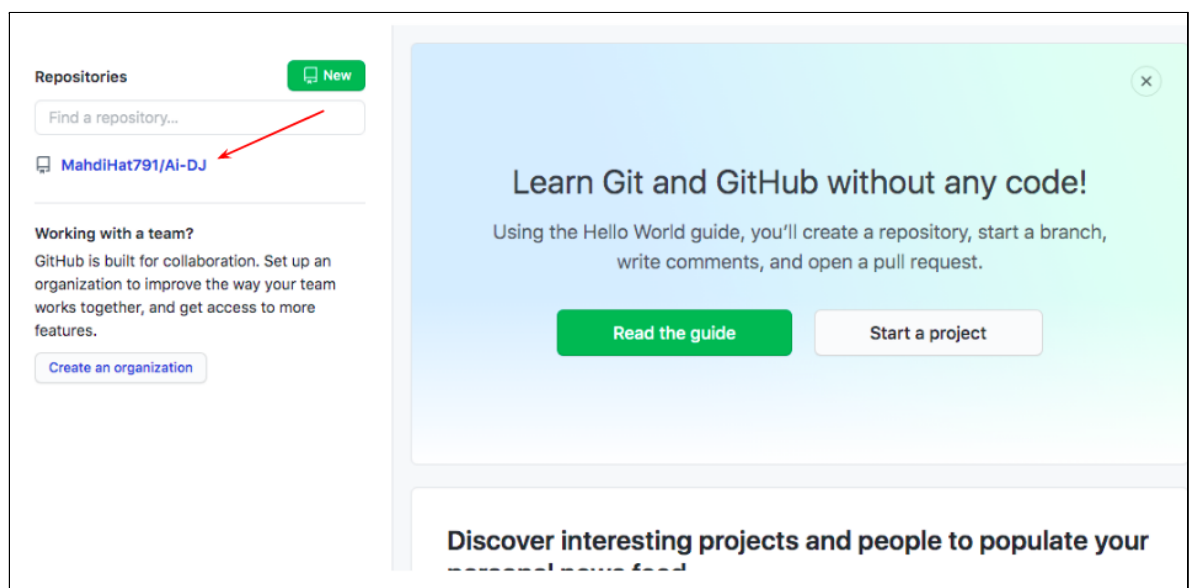 Repositories
New
Find a repository...
MahdiHat791/Ai-DJ
Working with a team?
GitHub is built for collaboration. Set up an
organization to improve the way your team
works together, and get access to more
features.
Create an organization
Learn Git and GitHub without any code!
Using the Hello World guide, you’ll create a repository, start a branch,
write comments, and open a pull request.
Read the guide
Start a project
Discover interesting projects and people to populate your
personal news feed